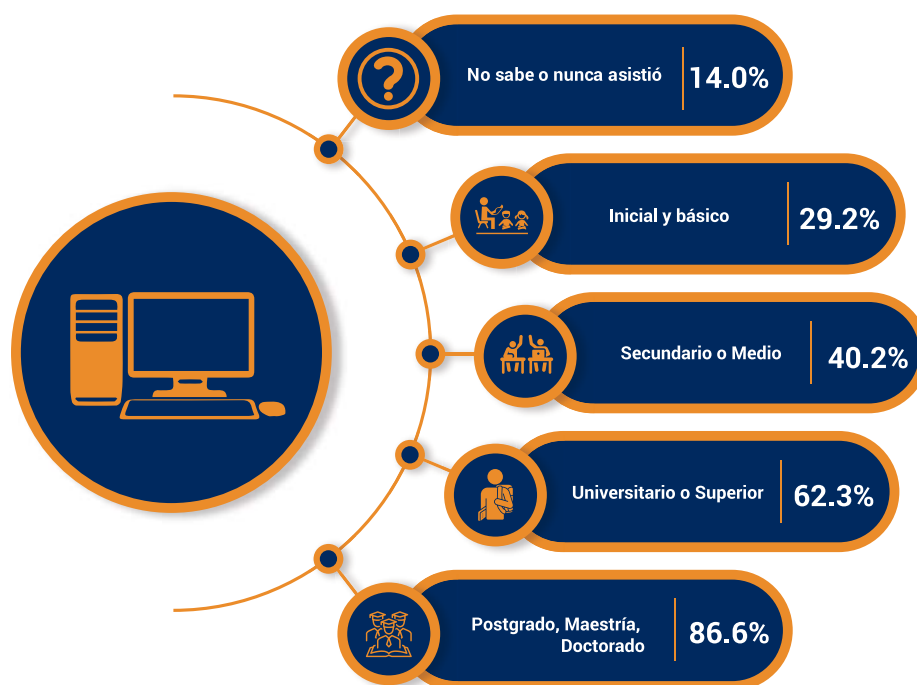 No sabe o nunca asistió
14.0%
Inicial y básico
29.2%
Secundario o Medio
40.2%
Universitario o Superior
62.3%
Postgrado, Maestría,
Doctorado
86.6%